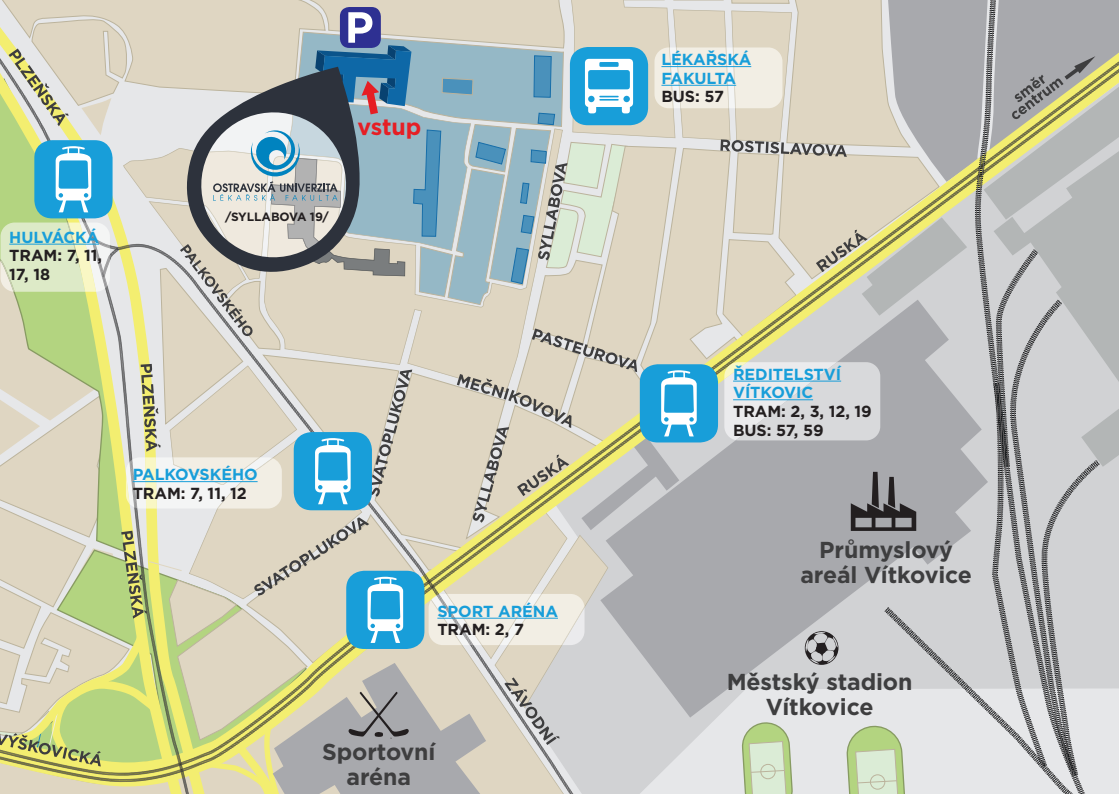 P
vstup
OSTRAVSKÁ UNIVERZITA
LÉKAŘSKÁ FAKULTA
/SYLLABOVA 19/
LÉKAŘSKÁ
FAKULTA
BUS: 57
směr
centrum
PLZEŇSKÁ
ROSTISLAVOVA
SYLLABOVA
HULVÁCKÁ
TRAM: 7, 11,
17, 18
PALKOVSKÉHO
RUSKÁ
PASTEUROVA
MEČNIKOVOVA
PLZEŇSKÁ
SVATOPLUKOVA
ŘEDITELSTVÍ
VÍTKOVIC
TRAM: 2, 3, 12, 19
BUS: 57, 59
PALKOVSKÉHO
TRAM: 7, 11, 12
SYLLABOVA
RUSKÁ
PLZEŇSKÁ
SVATOPLUKOVA
Průmyslový
areál Vítkovice
SPORT ARÉNA
TRAM: 2, 7
Městský stadion
Vítkovice
ZÁVODNÍ
VÝŠKOVICKÁ
Sportovní
aréna